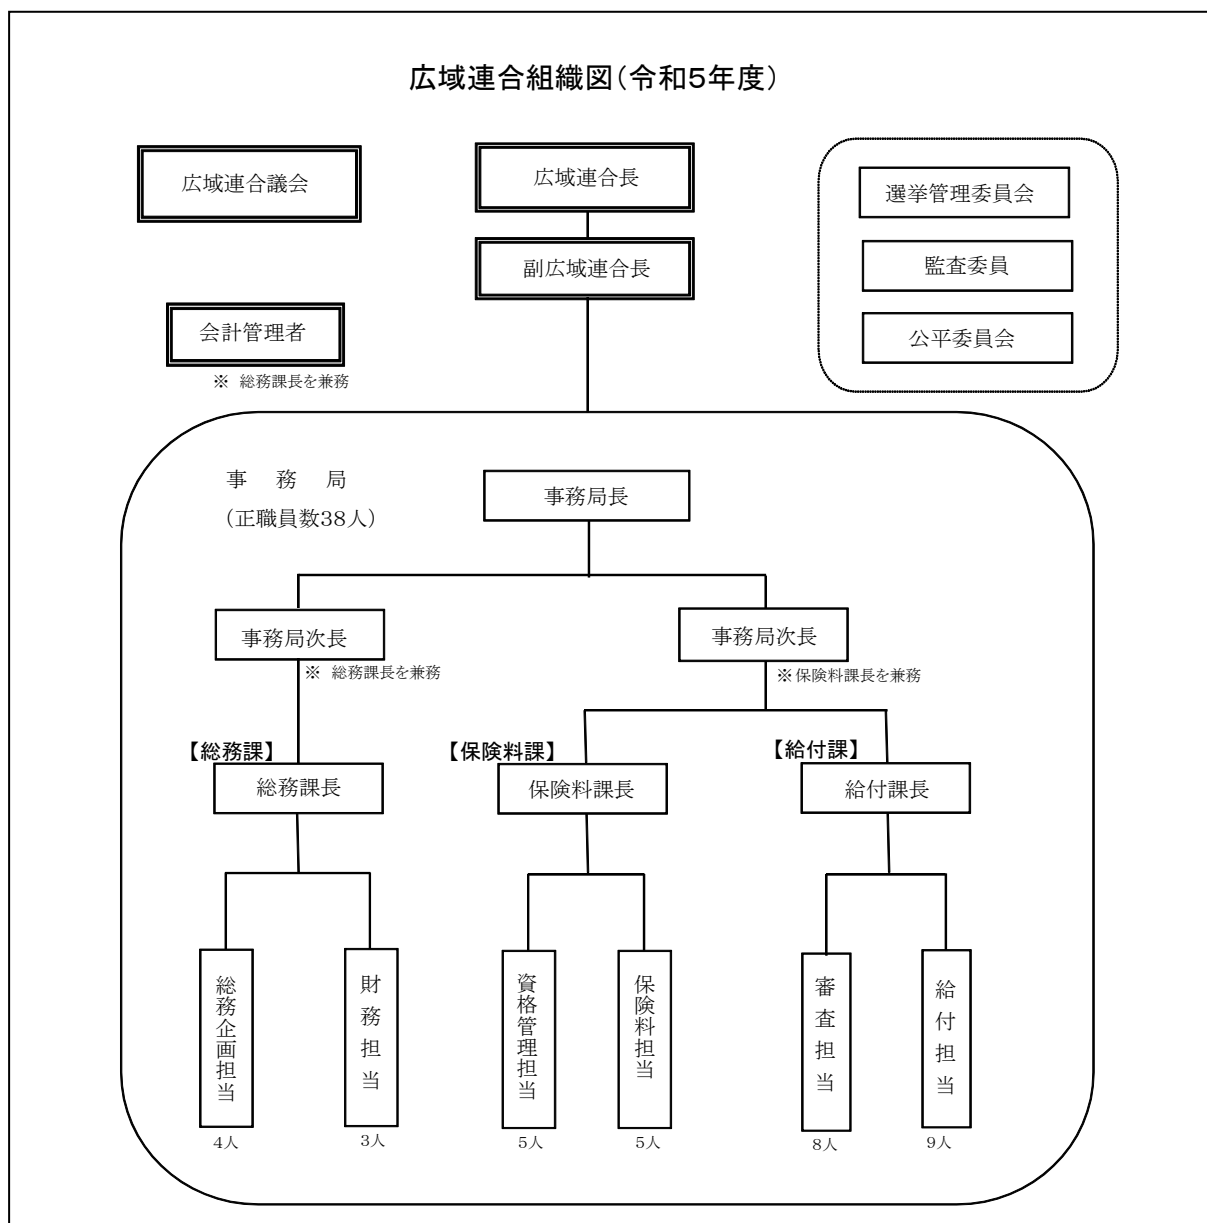 広域連合組織図（令和5年度）
広域連合議会
広域連合長
選挙管理委員会
副広域連合長
監査委員
会計管理者
公平委員会
※ 総務課長を兼務
事 務 局
（正職員数38人）
事務局長
事務局次長
事務局次長
※ 総務課長を兼務
※保険料課長を兼務
【総務課】
【保険料課】
【給付課】
総務課長
保険料課長
給付課長
総務企画担当
財務担当
資格管理担当
保険料担当
審査担当
給付担当
4人
3人
5人
5人
8人
9人